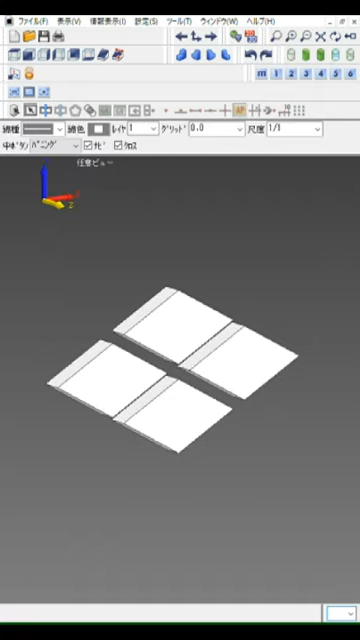 ファイル(F) 表示(V) 情報表示(I) 設定(S) ツール(T) ウィンドウ(W) ヘルプ(H)
m 1 2 3 4 5 6
線種 線色 レイヤ 1 グリッド 0.0 尺度 1/1
中ボタン パニング ナビ クロス
任意ビュー
Z